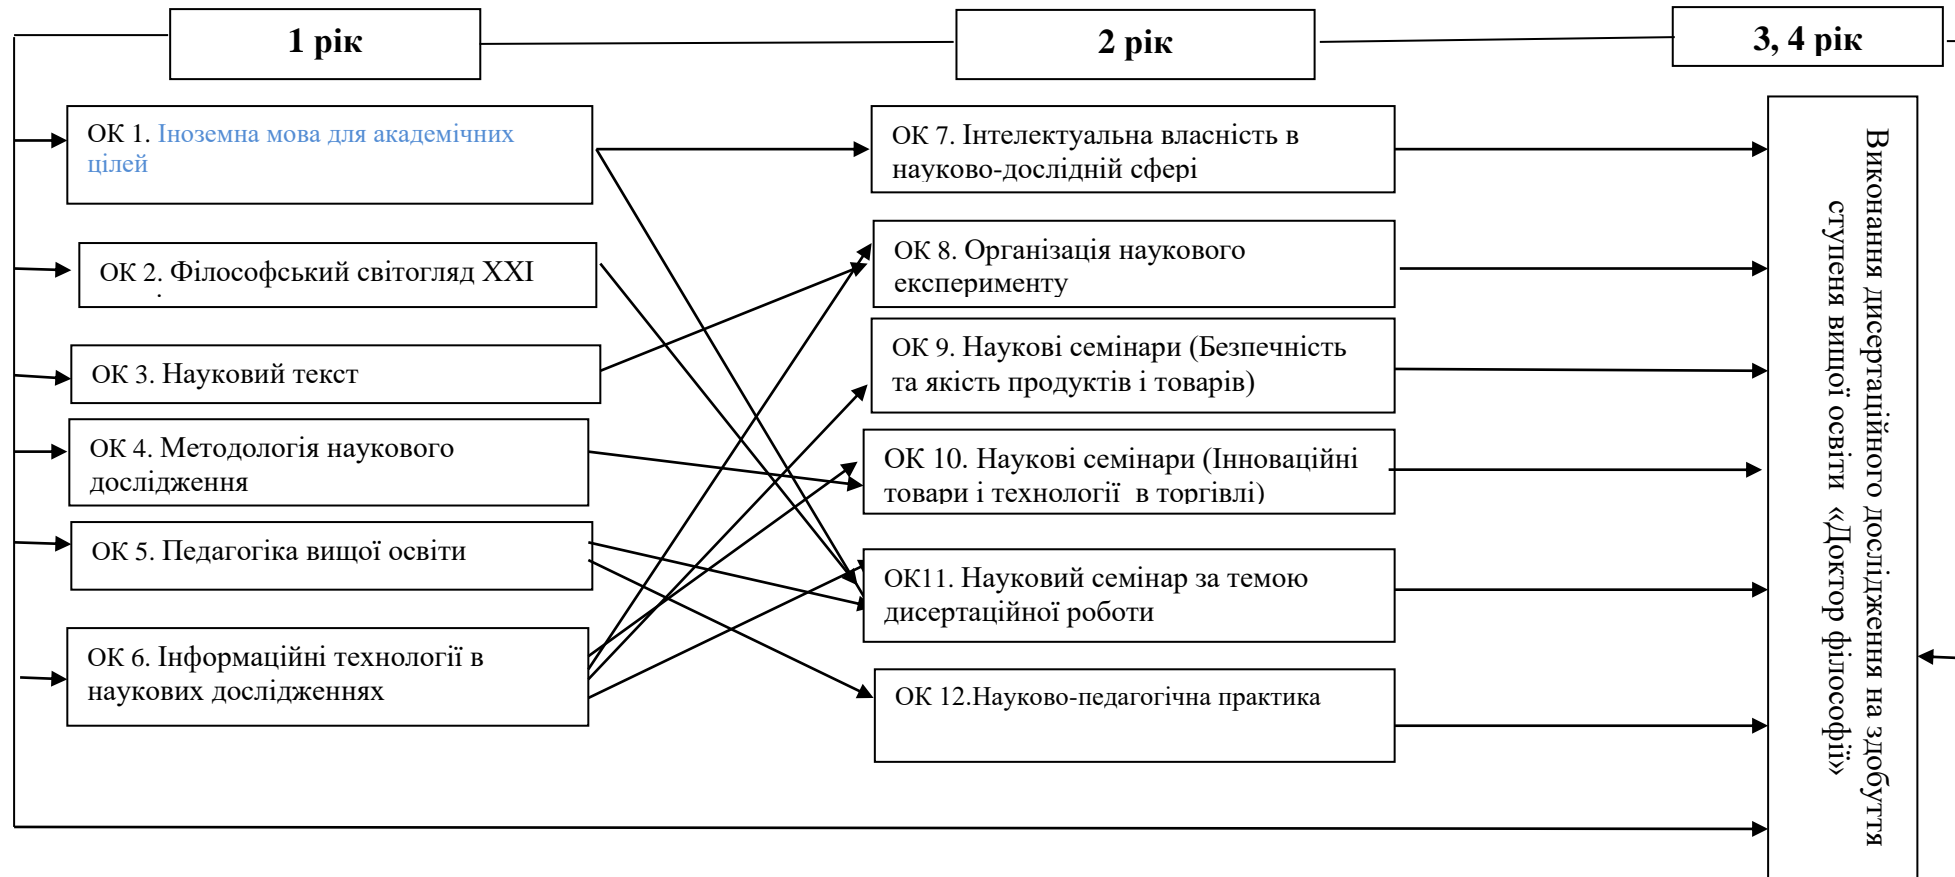 1 рік
2 рік
3, 4 рік
ОК 1. Іноземна мова для академічних
цілей
ОК 2. Філософський світогляд ХХІ
ОК 3. Науковий текст
ОК 4. Методологія наукового
дослідження
ОК 5. Педагогіка вищої освіти
ОК 6. Інформаційні технології в
наукових дослідженнях
ОК 7. Інтелектуальна власність в
науково-дослідній сфері
ОК 8. Організація наукового
експерименту
ОК 9. Наукові семінари (Безпечність
та якість продуктів і товарів)
ОК 10. Наукові семінари (Інноваційні
товари і технології в торгівлі)
ОК11. Науковий семінар за темою
дисертаційної роботи
ОК 12.Науково-педагогічна практика
Виконання дисертаційного дослідження на здобуття
ступеня вищої освіти «Доктор філософії»